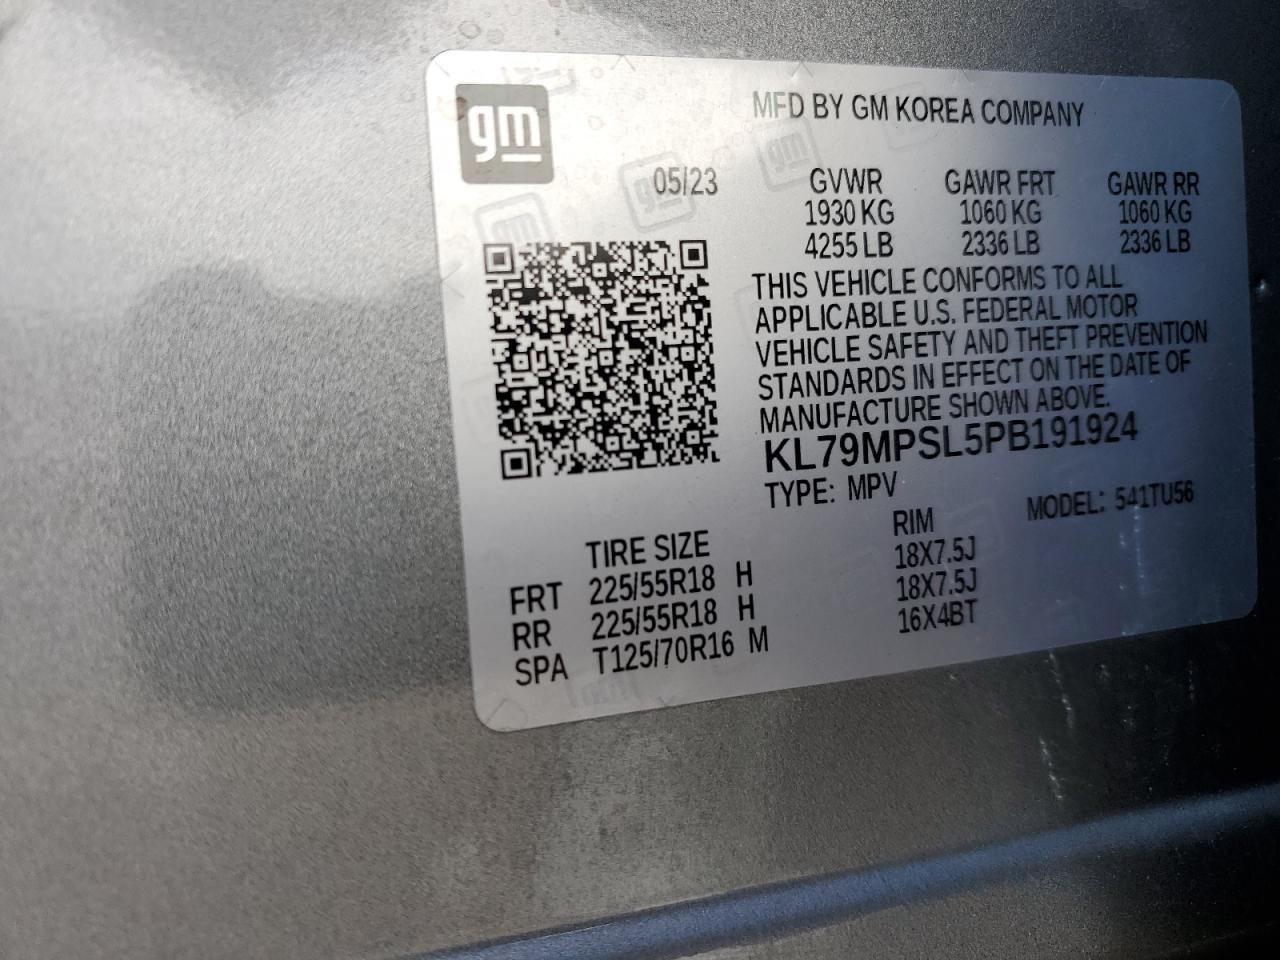 gm
MFD BY GM KOREA COMPANY
05/23
GVWR GAWR FRT GAWR RR
1930 KG 1060 KG 1060 KG
4255 LB 2336 LB 2336 LB
THIS VEHICLE CONFORMS TO ALL
APPLICABLE U.S. FEDERAL MOTOR
VEHICLE SAFETY AND THEFT PREVENTION
STANDARDS IN EFFECT ON THE DATE OF
MANUFACTURE SHOWN ABOVE.
KL79MPSL5PB191924
TYPE: MPV MODEL: 541TU56
TIRE SIZE RIM
FRT 225/55R18 H 18X7.5J
RR 225/55R18 H 18X7.5J
SPA T125/70R16 M 16X4BT